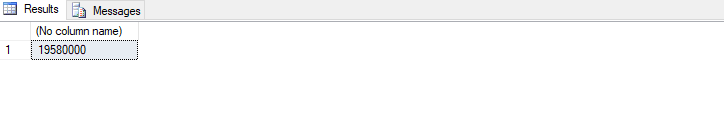 Results Messages
(No column name)
1 19580000